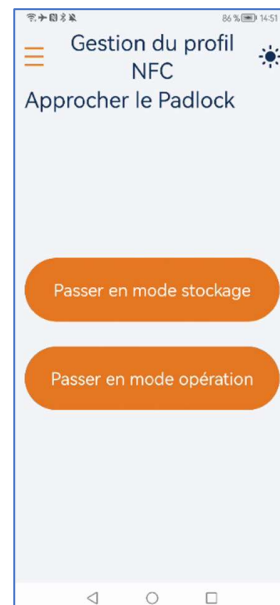 86 % 14:51
Gestion du profil
NFC
Approcher le Padlock
Passer en mode stockage
Passer en mode opération